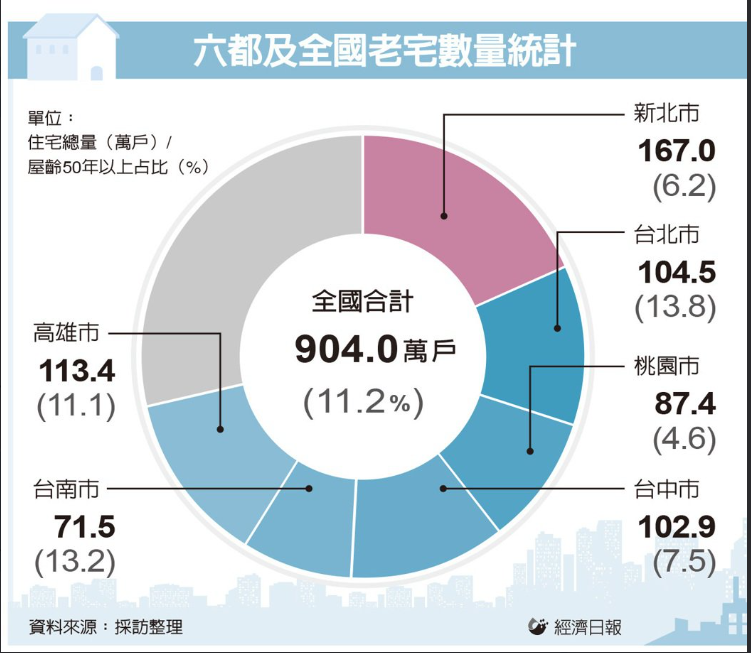 六都及全國老宅數量統計
單位：
住宅總量（萬戶）/
屋齡50年以上占比（%）
新北市
167.0
(6.2)
台北市
104.5
(13.8)
桃園市
87.4
(4.6)
台中市
102.9
(7.5)
台南市
71.5
(13.2)
高雄市
113.4
(11.1)
全國合計
904.0萬戶
(11.2%)
資料來源：採訪整理
經濟日報